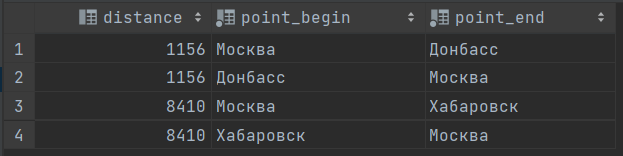 distance point_begin point_end
1 1156 Москва Донбасс
2 1156 Донбасс Москва
3 8410 Москва Хабаровск
4 8410 Хабаровск Москва